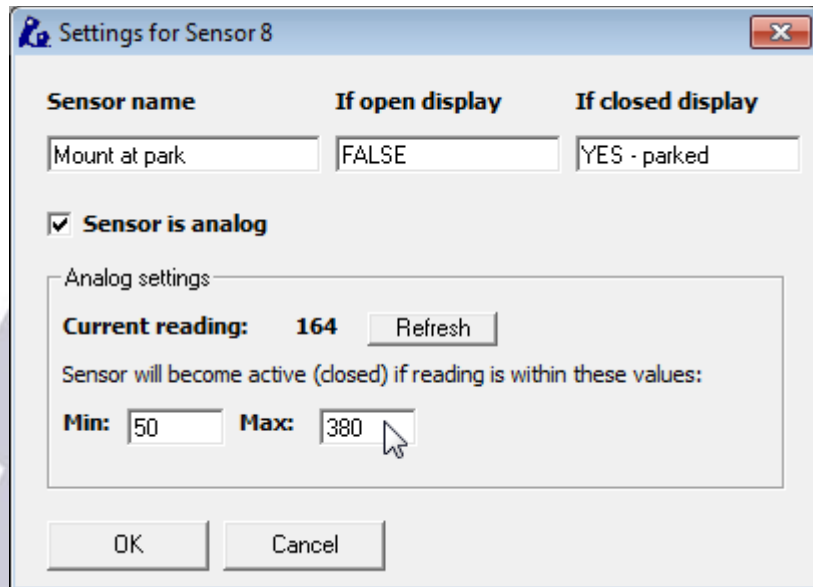 Settings for Sensor 8
Sensor name If open display If closed display
Mount at park FALSE YES - parked
Sensor is analog
Analog settings
Current reading: 164 Refresh
Sensor will become active (closed) if reading is within these values:
Min: 50 Max: 380
OK Cancel